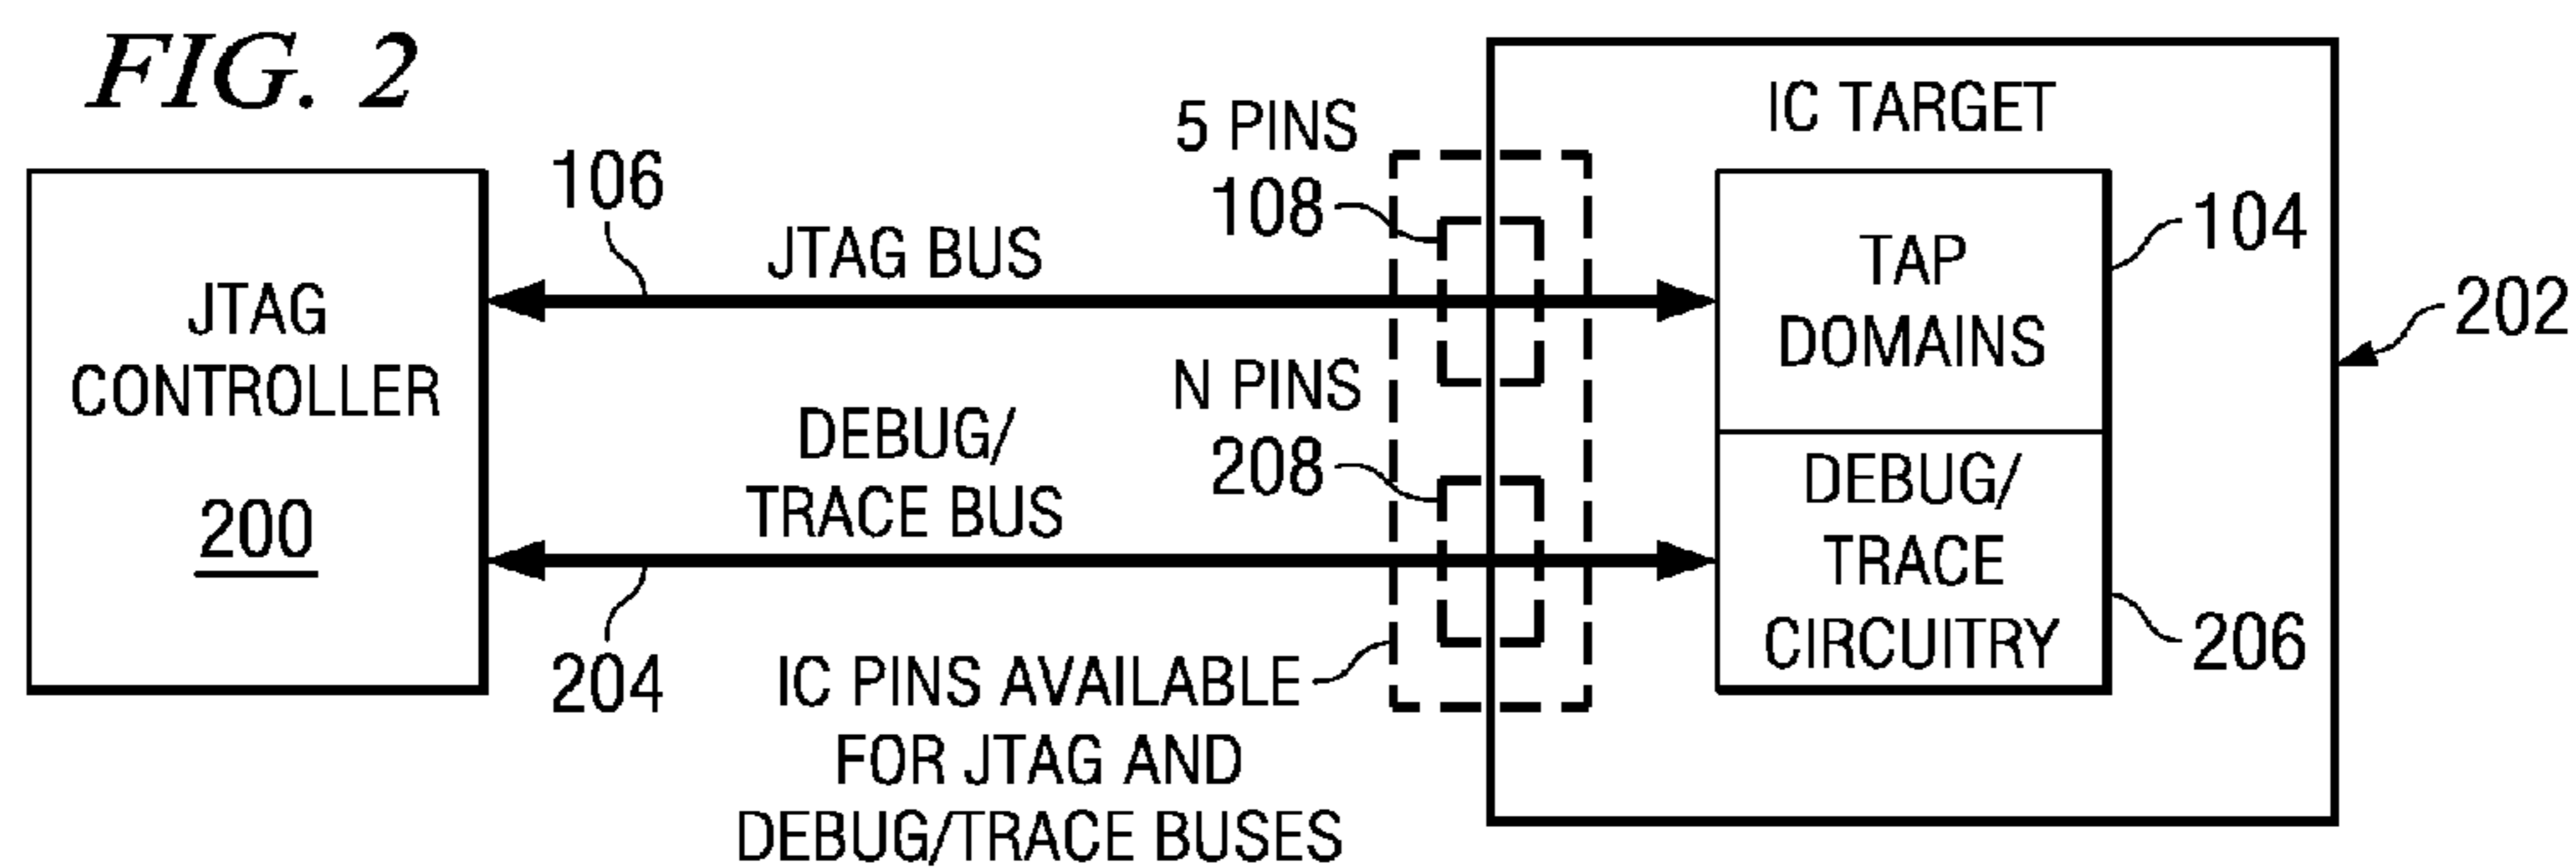 FIG. 2
JTAG
CONTROLLER
200
106
JTAG BUS
DEBUG/
TRACE BUS
204
5 PINS
108
N PINS
208
IC PINS AVAILABLE
FOR JTAG AND
DEBUG/TRACE BUSES
IC TARGET
TAP
DOMAINS
DEBUG/
TRACE
CIRCUITRY
104
202
206